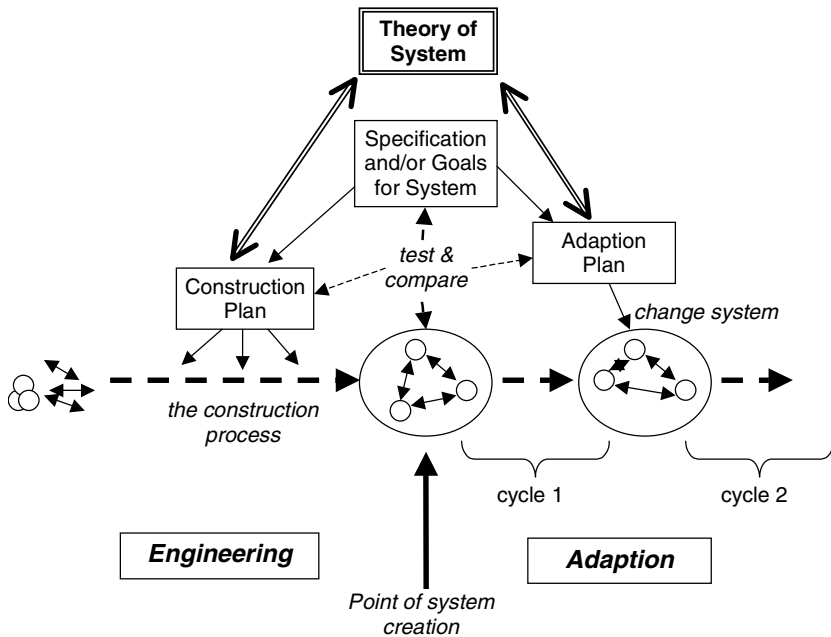 Theory of
System
Specification
and/or Goals
for System
test &
compare
Adaption
Plan
Construction
Plan
change system
the construction
process
cycle 1
cycle 2
Engineering
Adaption
Point of system
creation